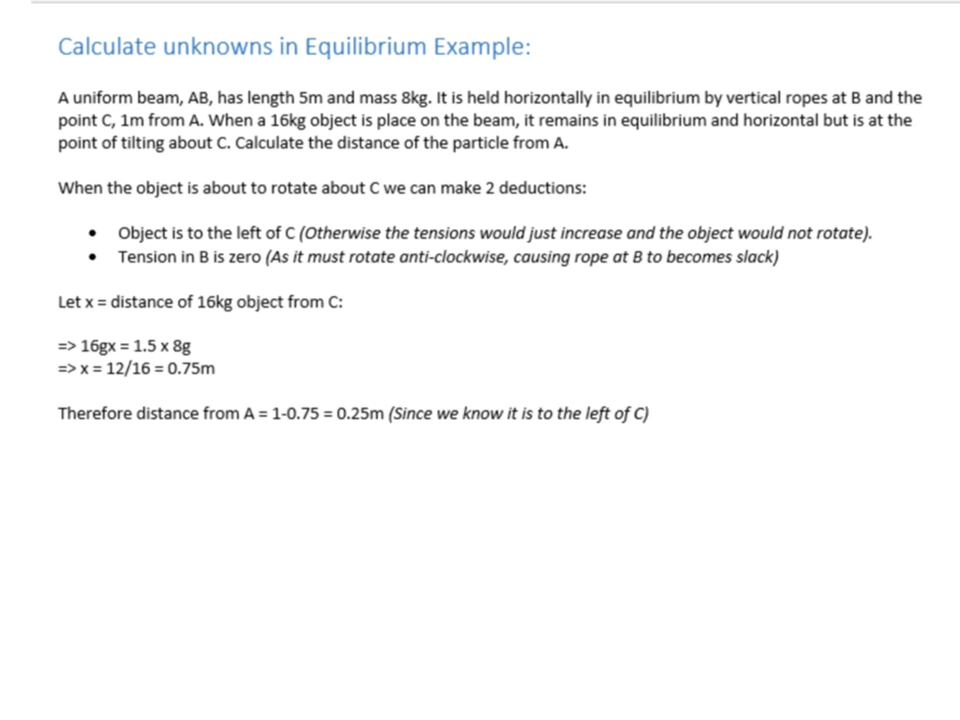 Calculate unknowns in Equilibrium Example:
A uniform beam, AB, has length 5m and mass 8kg. It is held horizontally in equilibrium by vertical ropes at B and the
point C, 1m from A. When a 16kg object is place on the beam, it remains in equilibrium and horizontal but is at the
point of tilting about C. Calculate the distance of the particle from A.
When the object is about to rotate about C we can make 2 deductions:
• Object is to the left of C (Otherwise the tensions would just increase and the object would not rotate).
• Tension in B is zero (As it must rotate anti-clockwise, causing rope at B to becomes slack)
Let x = distance of 16kg object from C:
=> 16gx = 1.5 x 8g
=> x = 12/16 = 0.75m
Therefore distance from A = 1-0.75 = 0.25m (Since we know it is to the left of C)